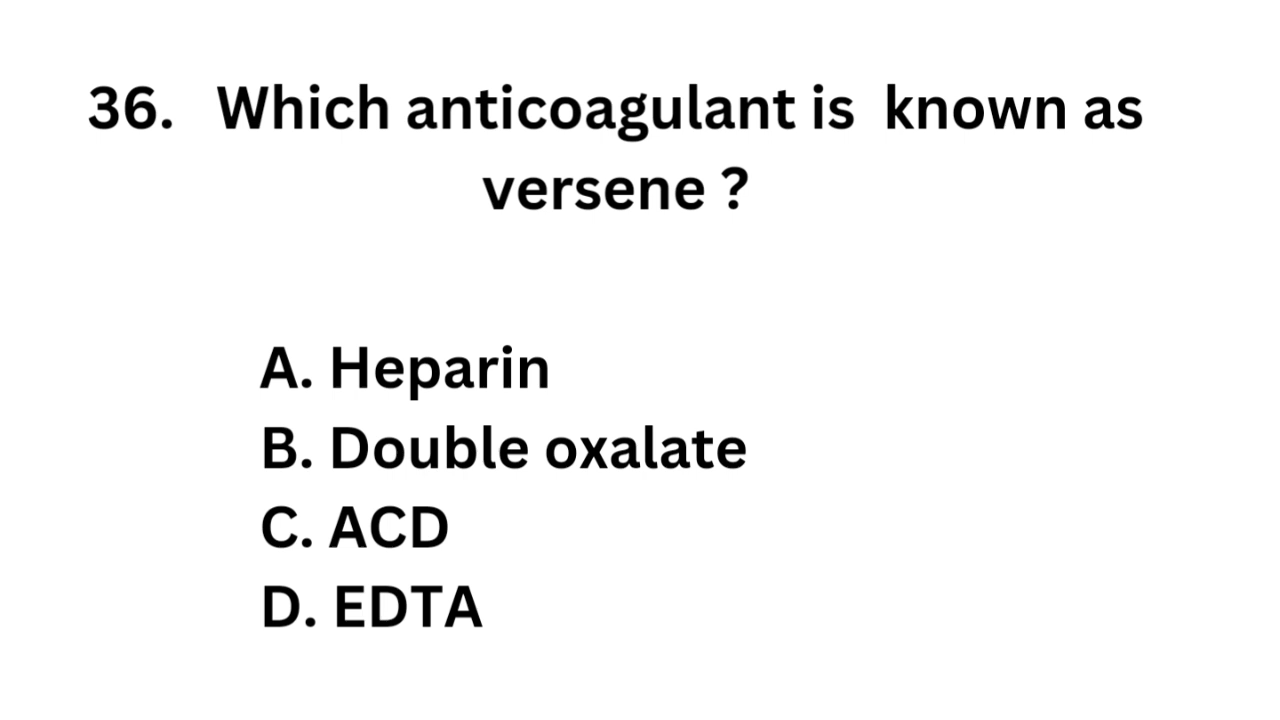 36. Which anticoagulant is known as
versene ?
A. Heparin
B. Double oxalate
C. ACD
D. EDTA